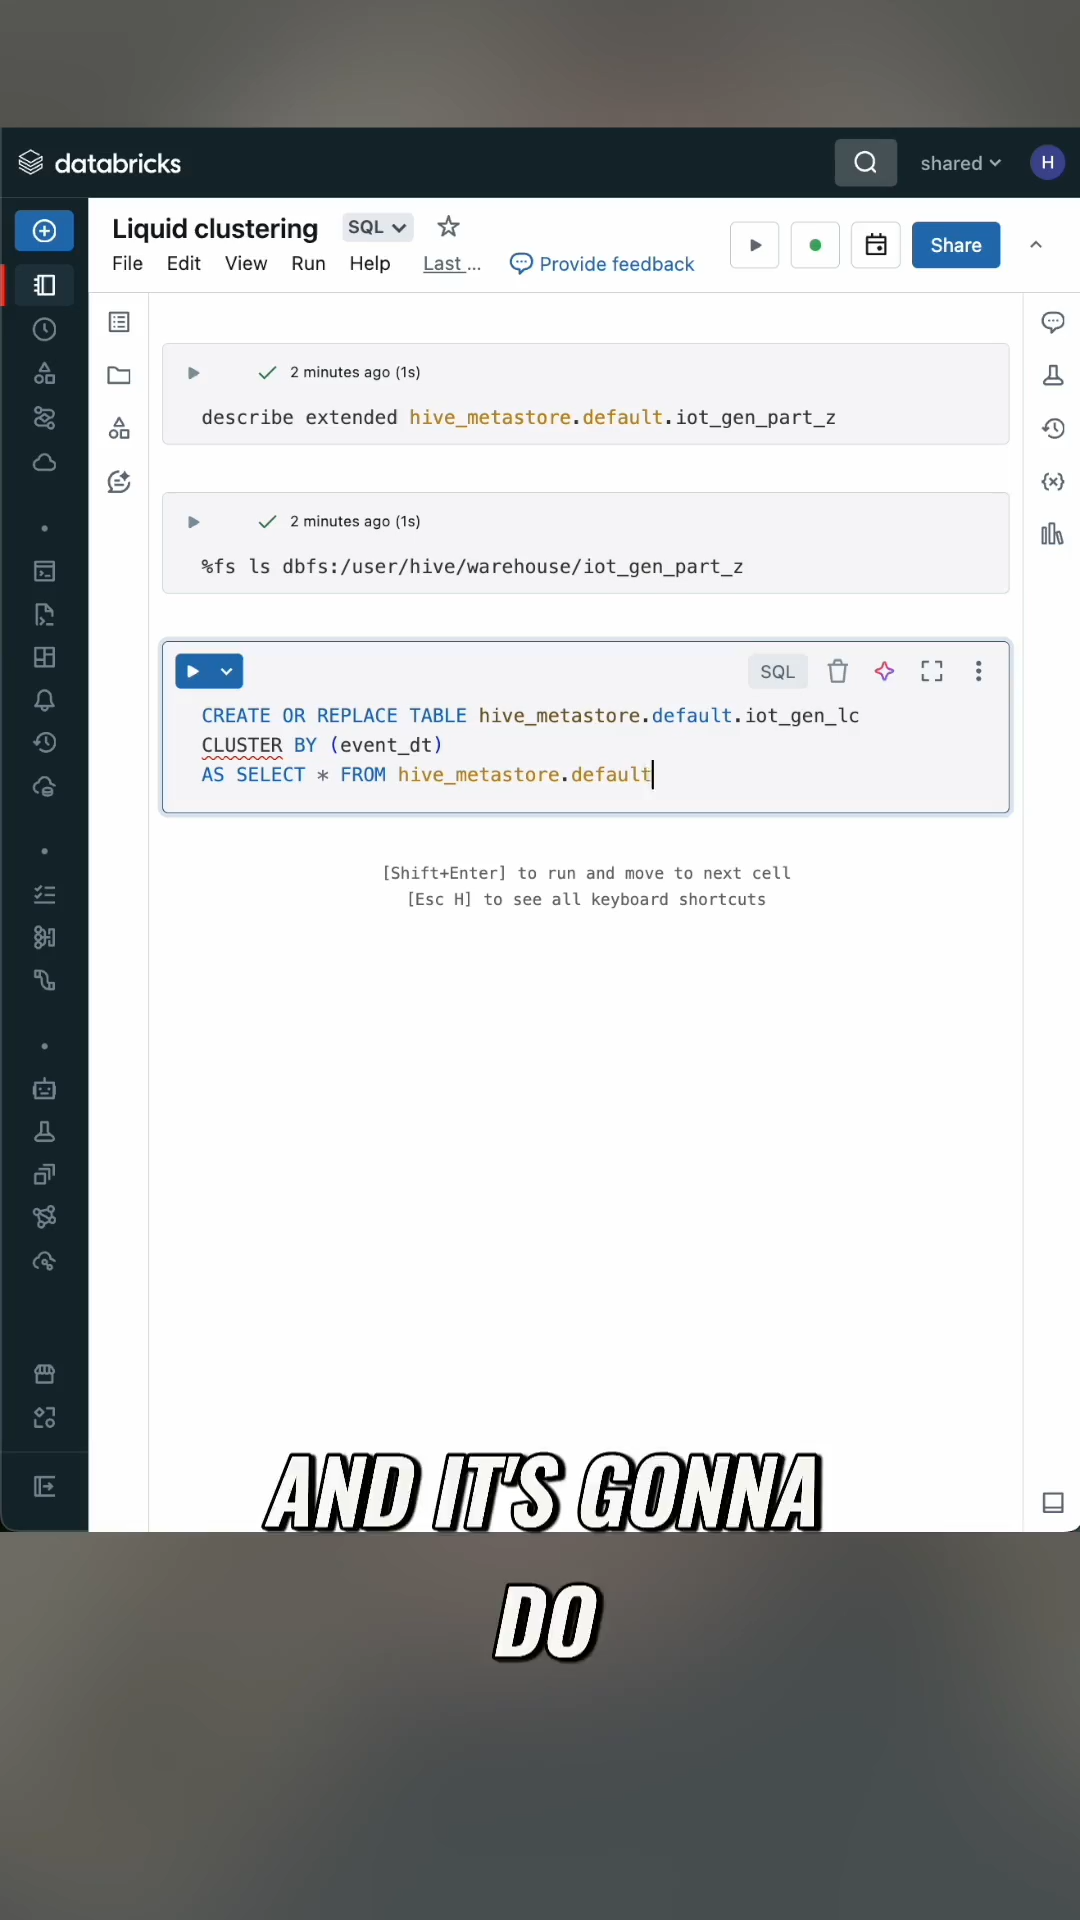 databricks
shared
H
Liquid clustering
SQL
File
Edit
View
Run
Help
Last ...
Provide feedback
Share
2 minutes ago (1s)
describe extended hive_metastore.default.iot_gen_part_z
2 minutes ago (1s)
%fs ls dbfs:/user/hive/warehouse/iot_gen_part_z
SQL
CREATE OR REPLACE TABLE hive_metastore.default.iot_gen_lc
CLUSTER BY (event_dt)
AS SELECT * FROM hive_metastore.default
[Shift+Enter] to run and move to next cell
[Esc H] to see all keyboard shortcuts
AND IT'S GONNA
DO